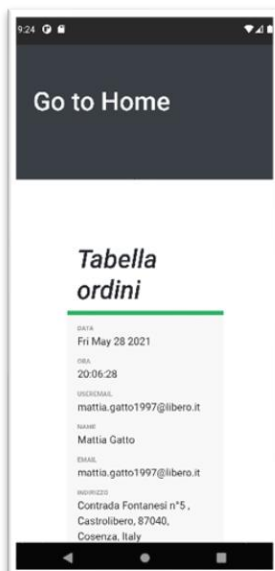 9:24
Go to Home
Tabella
ordini
DATA
Fri May 28 2021
ORA
20:06:28
USEREMAIL
mattia.gatto1997@libero.it
NAME
Mattia Gatto
EMAIL
mattia.gatto1997@libero.it
INDIRIZZO
Contrada Fontanesi n°5 ,
Castrolibero, 87040,
Cosenza, Italy